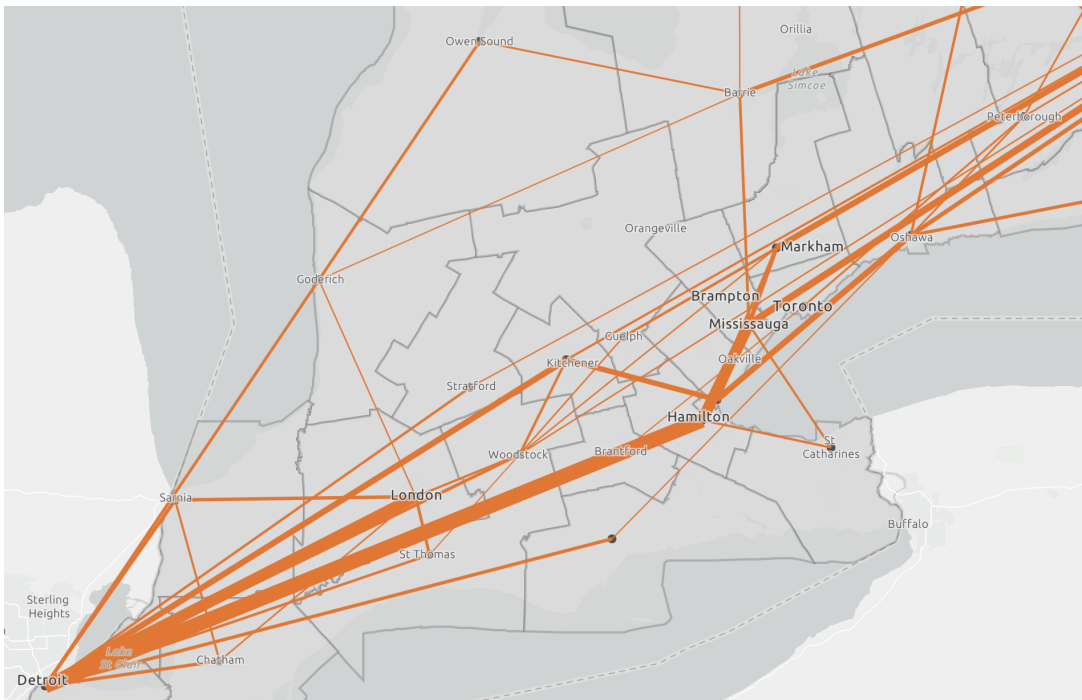 Orillia
Owen Sound
Lake
Simcoe
Barrie
Peterborough
Orangeville
Oshawa
Markham
Goderich
Brampton
Toronto
Mississauga
Guelph
Oakville
Kitchener
Stratford
Hamilton
St
Catharines
Woodstock
Brantford
Sarnia
London
Buffalo
St Thomas
Sterling
Heights
Lake
St Clair
Chatham
Detroit